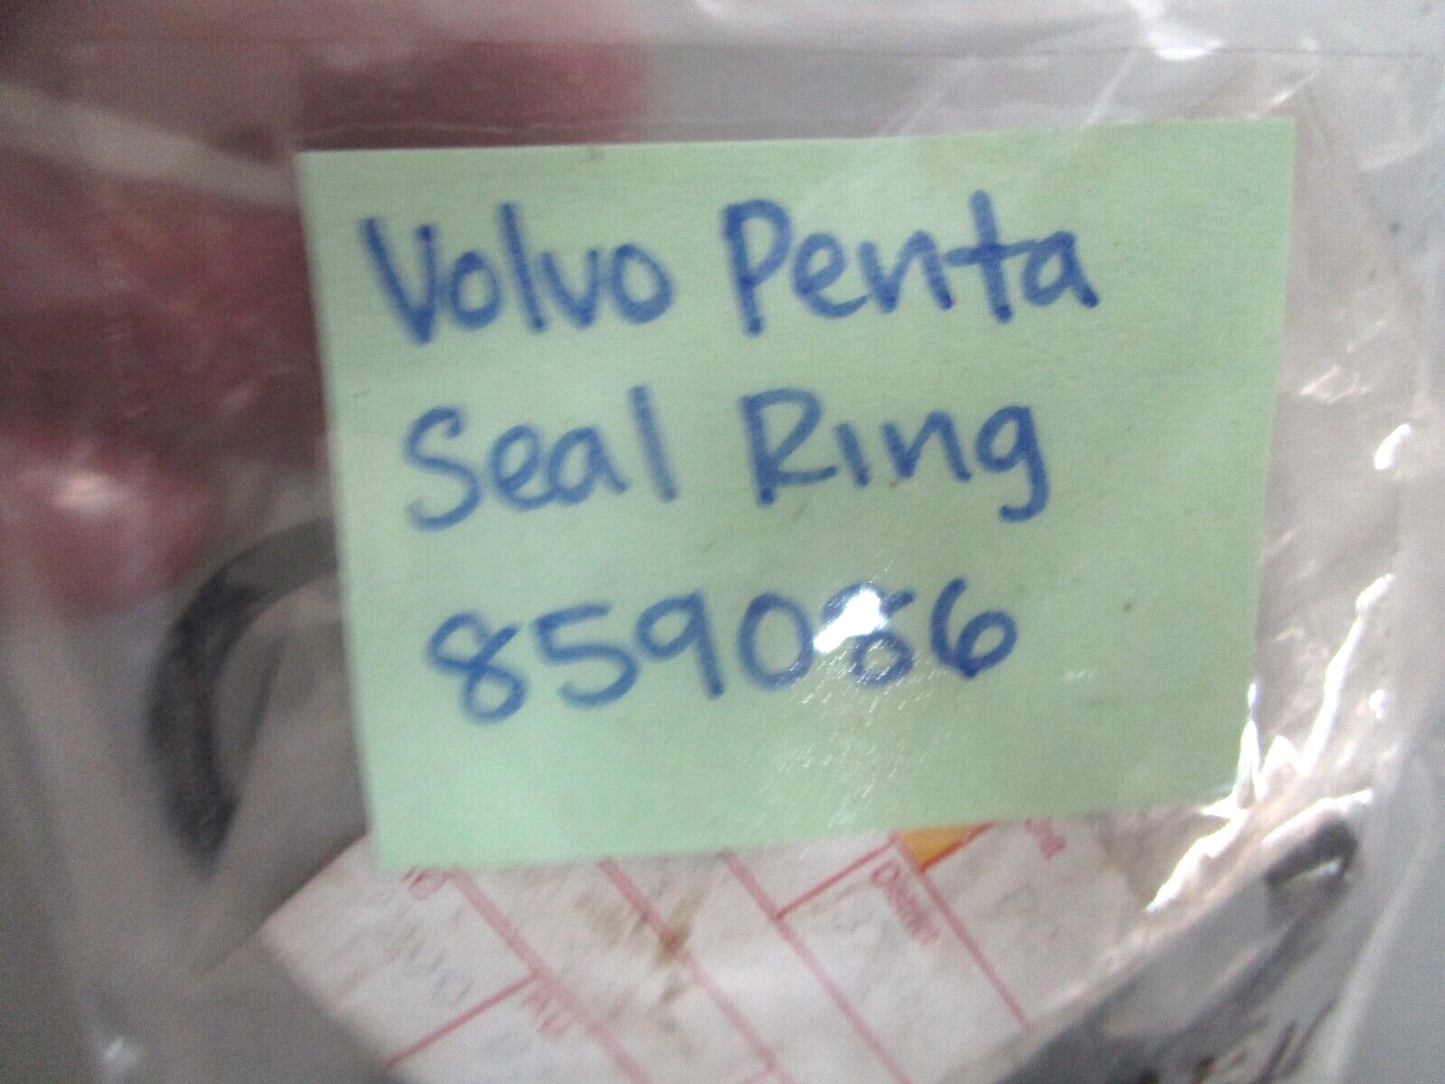 Volvo Penta
Seal Ring
859086